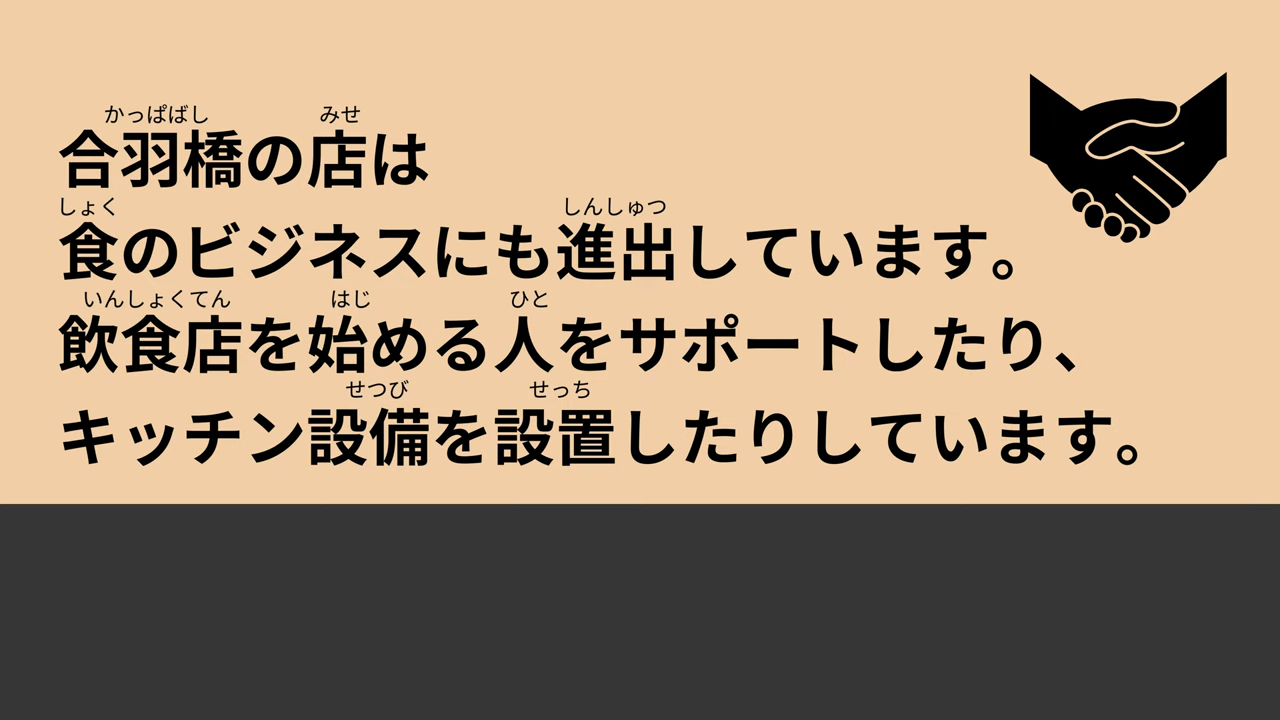 かっぱばし みせ
合羽橋の店は
しょく しんしゅつ
食のビジネスにも進出しています。
いんしょくてん はじ ひと
飲食店を始める人をサポートしたり、
せつび せっち
キッチン設備を設置したりしています。